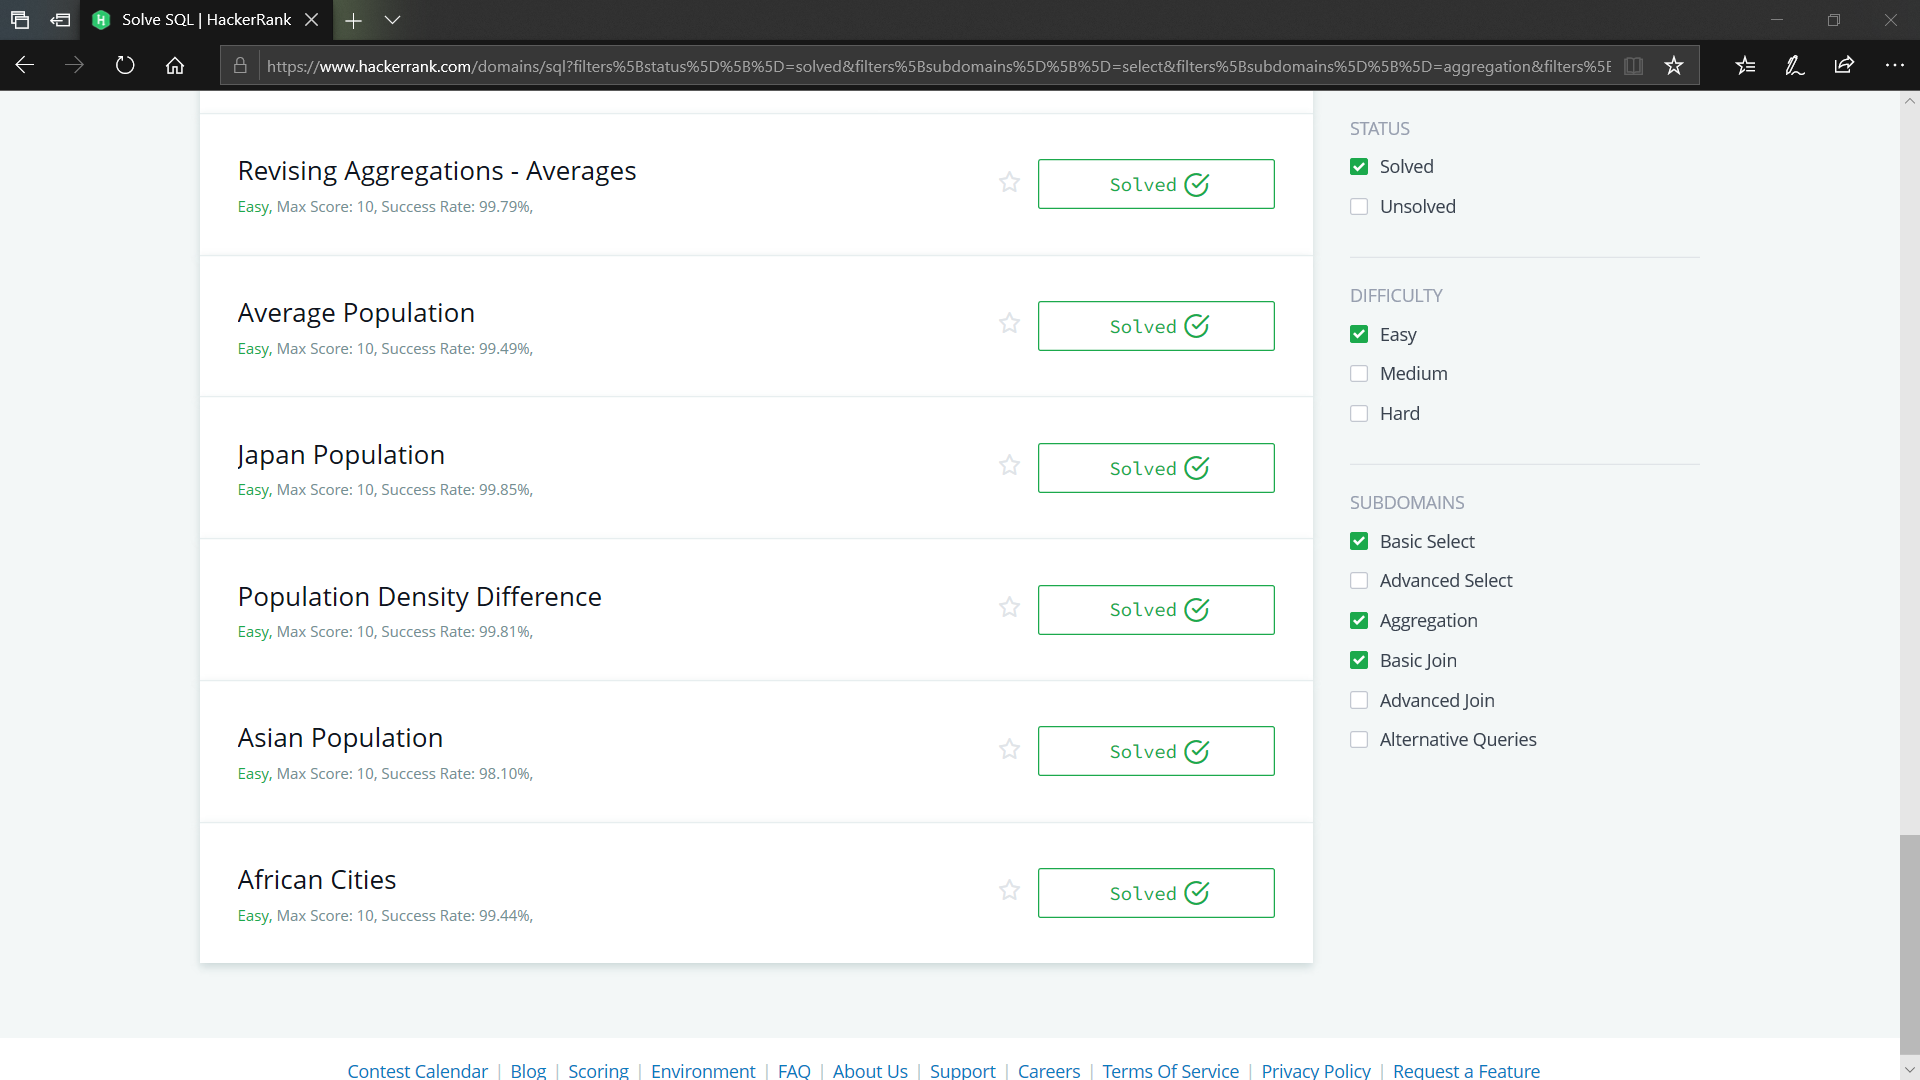 Solve SQL | HackerRank
https://www.hackerrank.com/domains/sql?filters%5Bstatus%5D%5B%5D=solved&filters%5Bsubdomains%5D%5B%5D=select&filters%5Bsubdomains%5D%5B%5D=aggregation&filters%5E
Revising Aggregations - Averages
Easy, Max Score: 10, Success Rate: 99.79%,
Solved
Average Population
Easy, Max Score: 10, Success Rate: 99.49%,
Solved
Japan Population
Easy, Max Score: 10, Success Rate: 99.85%,
Solved
Population Density Difference
Easy, Max Score: 10, Success Rate: 99.81%,
Solved
Asian Population
Easy, Max Score: 10, Success Rate: 98.10%,
Solved
African Cities
Easy, Max Score: 10, Success Rate: 99.44%,
Solved
STATUS
Solved
Unsolved
DIFFICULTY
Easy
Medium
Hard
SUBDOMAINS
Basic Select
Advanced Select
Aggregation
Basic Join
Advanced Join
Alternative Queries
Contest Calendar | Blog | Scoring | Environment | FAQ | About Us | Support | Careers | Terms Of Service | Privacy Policy | Request a Feature